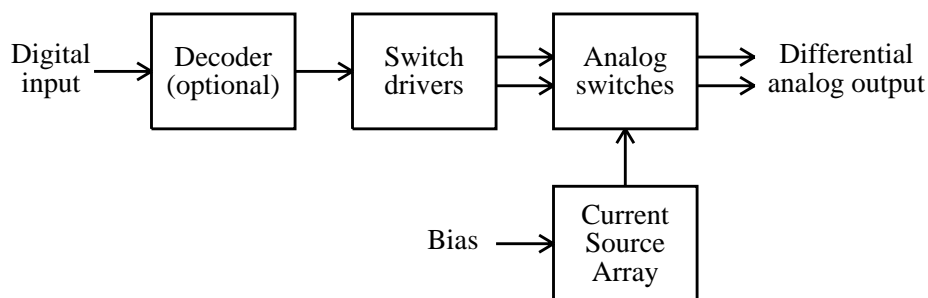 Digital
input
Decoder
(optional)
Switch
drivers
Analog
switches
Differential
analog output
Bias
Current
Source
Array